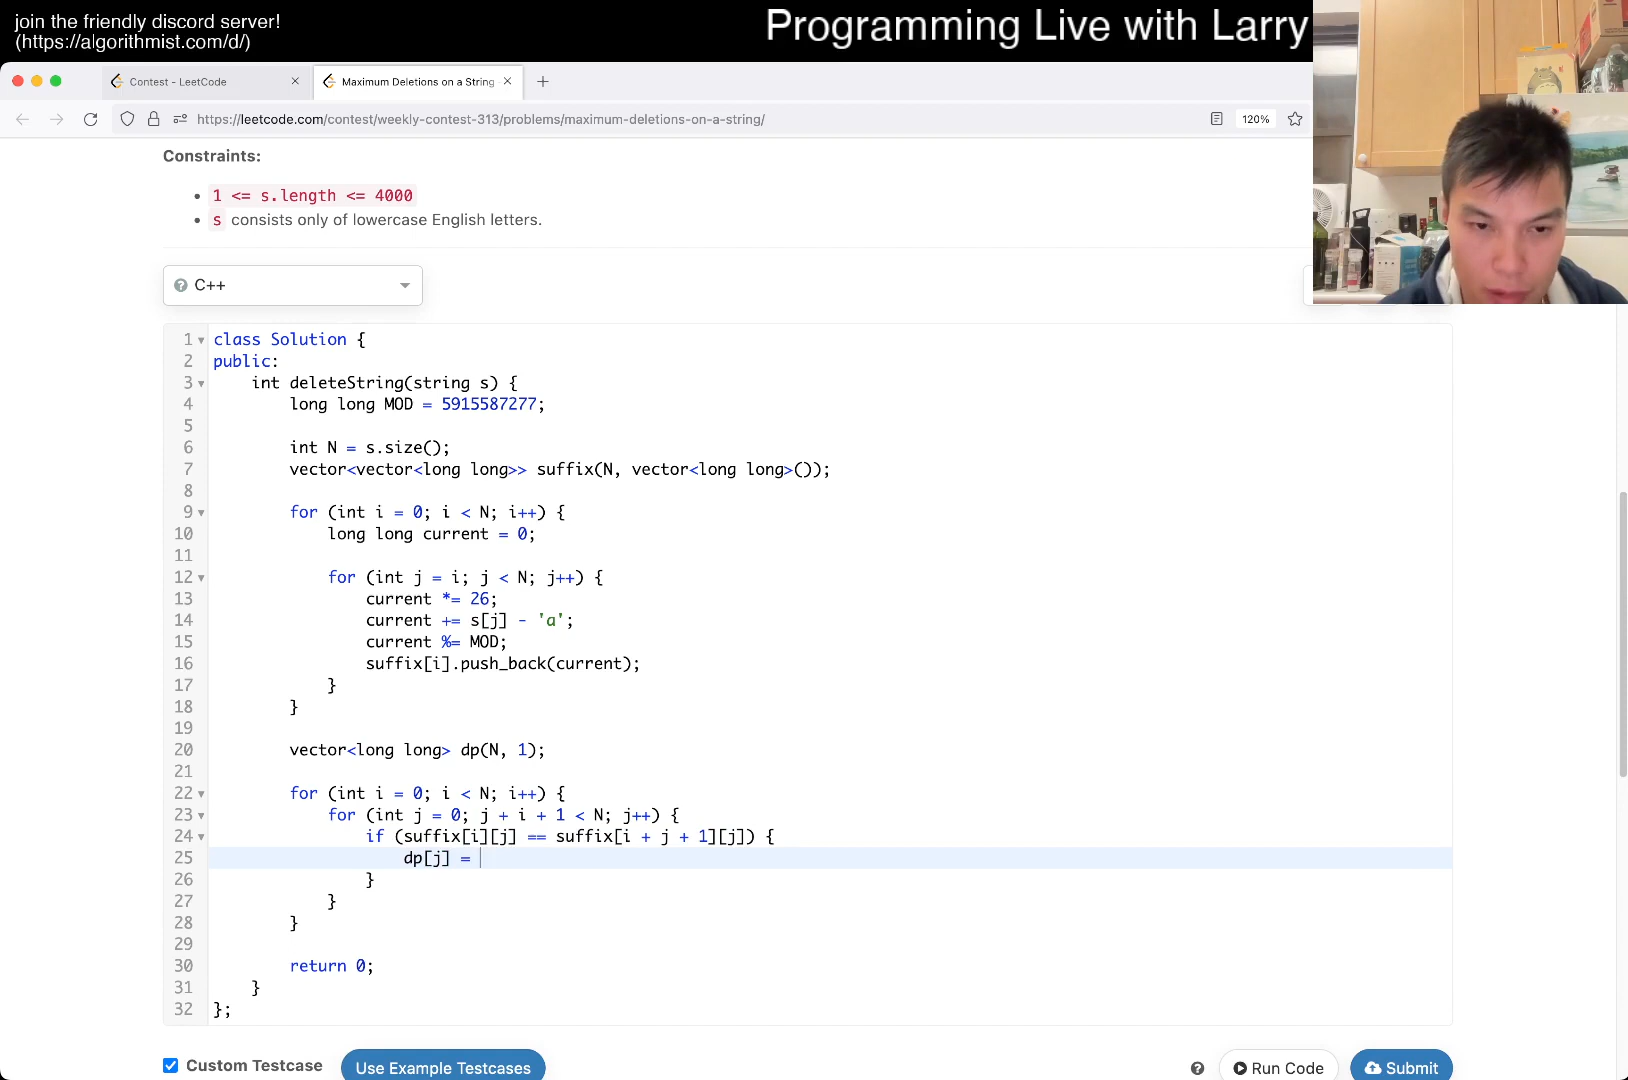 join the friendly discord server!
(https://algorithmist.com/d/)
Programming Live with Larry
Contest - LeetCode
Maximum Deletions on a String
https://leetcode.com/contest/weekly-contest-313/problems/maximum-deletions-on-a-string/
120%
Constraints:
1 <= s.length <= 4000
s consists only of lowercase English letters.
C++
1 class Solution {
2 public:
3 int deleteString(string s) {
4 long long MOD = 5915587277;
5
6 int N = s.size();
7 vector<vector<long long>> suffix(N, vector<long long>());
8
9 for (int i = 0; i < N; i++) {
10 long long current = 0;
11
12 for (int j = i; j < N; j++) {
13 current *= 26;
14 current += s[j] - 'a';
15 current %= MOD;
16 suffix[i].push_back(current);
17 }
18 }
19
20 vector<long long> dp(N, 1);
21
22 for (int i = 0; i < N; i++) {
23 for (int j = 0; j + i + 1 < N; j++) {
24 if (suffix[i][j] == suffix[i + j + 1][j]) {
25 dp[j] =
26 }
27 }
28 }
29
30 return 0;
31 }
32 };
Custom Testcase
Use Example Testcases
Run Code
Submit